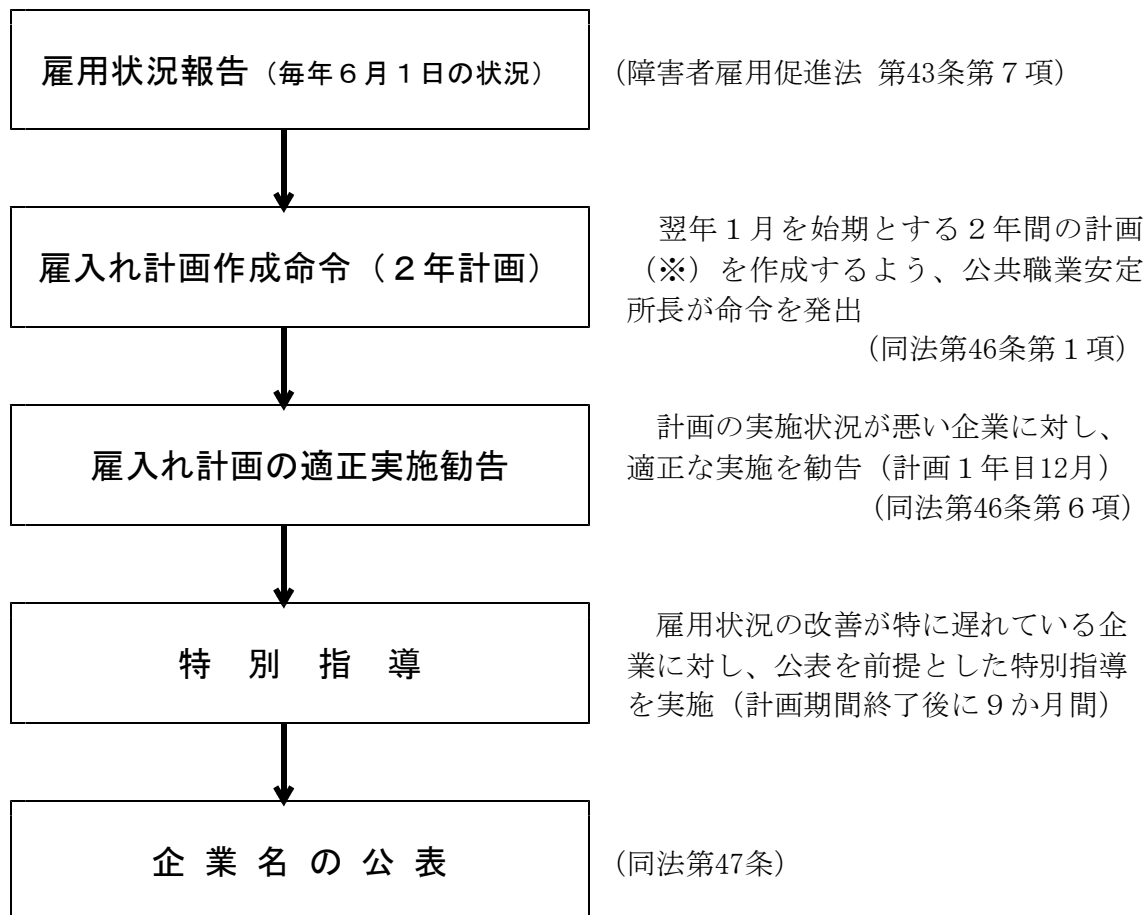 雇用状況報告（毎年６月１日の状況）
（障害者雇用促進法 第43条第７項）
雇入れ計画作成命令（２年計画）
翌年１月を始期とする２年間の計画
（※）を作成するよう、公共職業安定
所長が命令を発出
（同法第46条第１項）
雇入れ計画の適正実施勧告
計画の実施状況が悪い企業に対し、
適正な実施を勧告（計画１年目12月）
（同法第46条第６項）
特　別　指　導
雇用状況の改善が特に遅れている企
業に対し、公表を前提とした特別指導
を実施（計画期間終了後に９か月間）
企 業 名 の 公 表
（同法第47条）